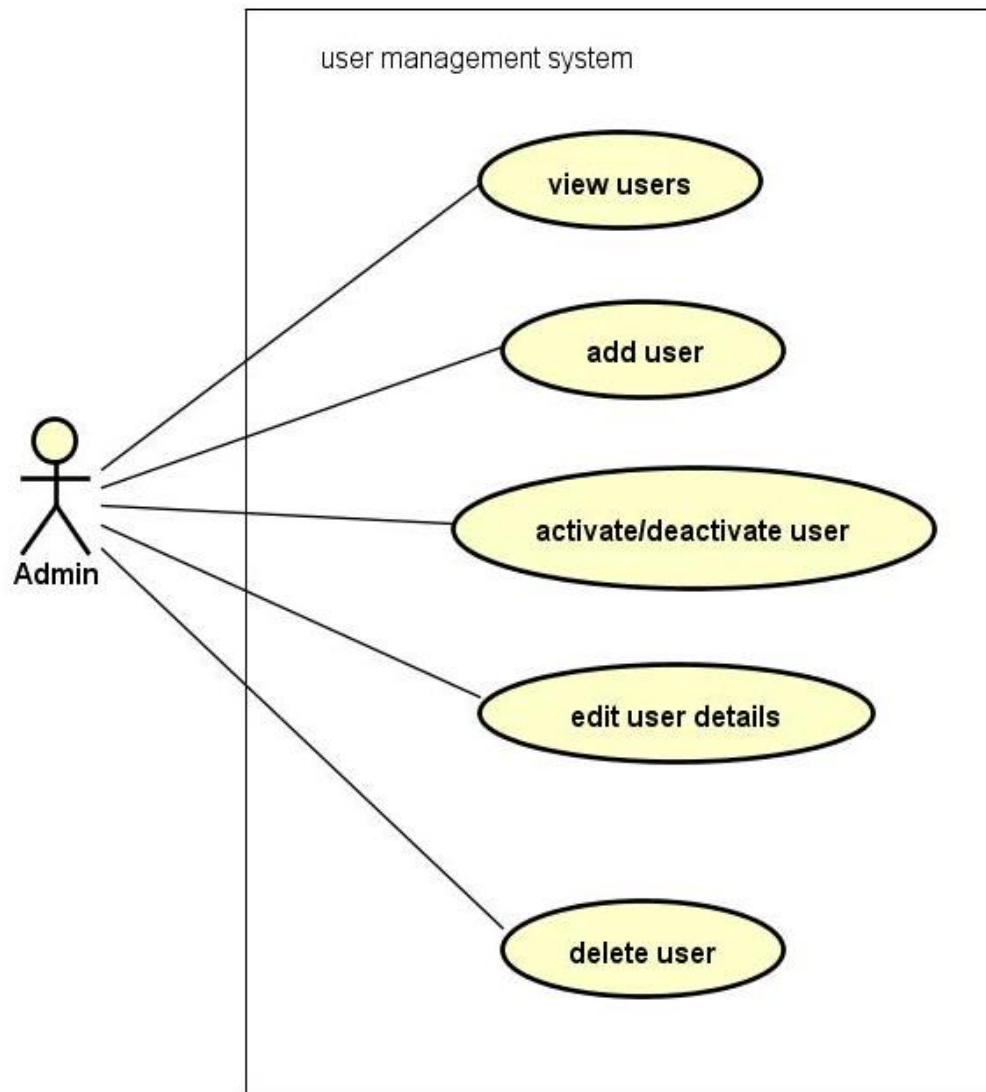 user management system
view users
add user
activate/deactivate user
Admin
edit user details
delete user